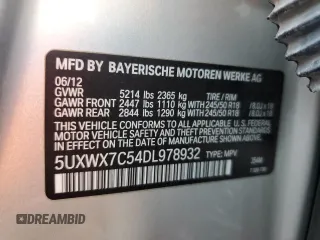 MFD BY BAYERISCHE MOTOREN WERKE AG
06/12
GVWR 5214 lbs 2365 kg TIRE / RIM
GAWR FRONT 2447 lbs 1110 kg WITH 245/50 R18
GAWR REAR 2844 lbs 1290 kg WITH 245/50 R18
THIS VEHICLE CONFORMS TO ALL APPLICABLE FEDERAL
MOTOR VEHICLE SAFETY, BUMPER AND THEFT PREVENTION
STANDARDS IN EFFECT ON THE DATE OF MANUFACTURE
5UXWX7C54DL978932 TYPE: MPV
DREAMBID